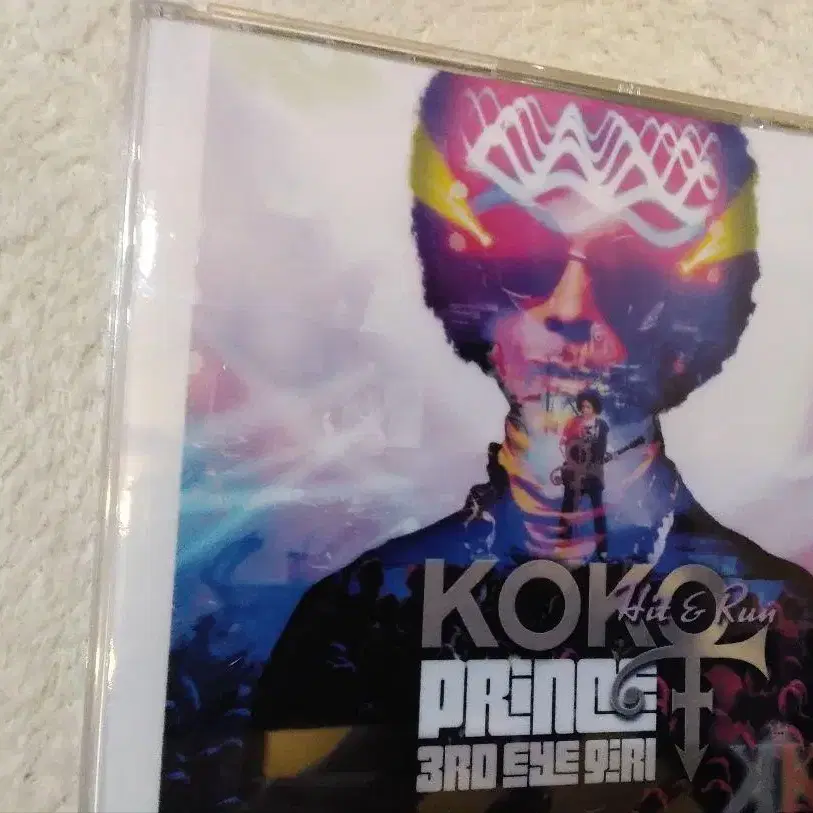 KOKO
Hit & Run
PRINCE
3RD EYE GIRL